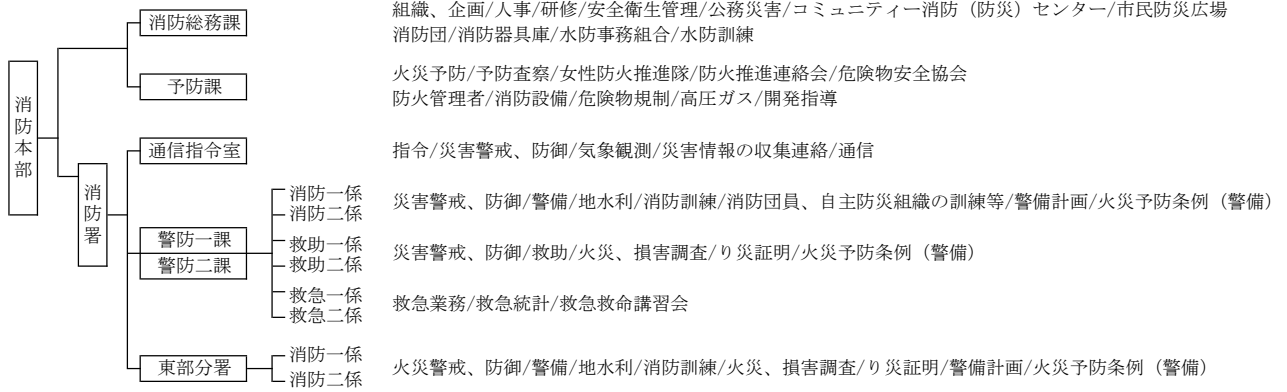 消防本部
消防総務課
組織、企画/人事/研修/安全衛生管理/公務災害/コミュニティー消防（防災）センター/市民防災広場
消防団/消防器具庫/水防事務組合/水防訓練
予防課
火災予防/予防査察/女性防火推進隊/防火推進連絡会/危険物安全協会
防火管理者/消防設備/危険物規制/高圧ガス/開発指導
消防署
通信指令室
指令/災害警戒、防御/気象観測/災害情報の収集連絡/通信
警防一課
警防二課
消防一係
消防二係
災害警戒、防御/警備/地水利/消防訓練/消防団員、自主防災組織の訓練等/警備計画/火災予防条例（警備）
救助一係
救助二係
災害警戒、防御/救助/火災、損害調査/り災証明/火災予防条例（警備）
救急一係
救急二係
救急業務/救急統計/救急救命講習会
東部分署
消防一係
消防二係
火災警戒、防御/警備/地水利/消防訓練/火災、損害調査/り災証明/警備計画/火災予防条例（警備）